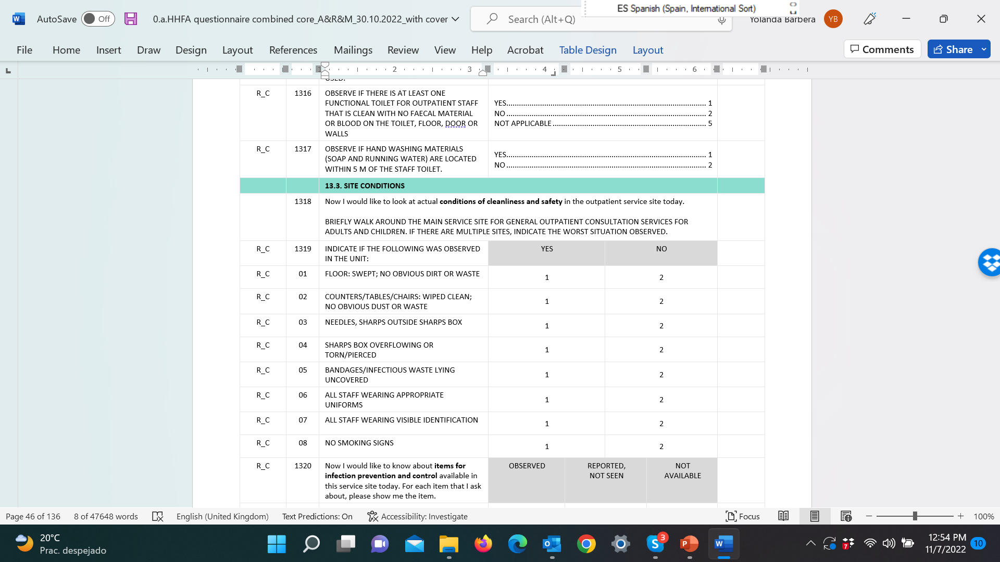 ES Spanish (Spain, International Sort)
AutoSave Off 0.a.HHFA questionnaire combined core_A&R&M_30.10.2022_with cover Search (Alt+Q) Yolanda Barbera YB
File Home Insert Draw Design Layout References Mailings Review View Help Acrobat Table Design Layout Comments Share
2 3 4 5 6
USED.
R_C 1316 OBSERVE IF THERE IS AT LEAST ONE
FUNCTIONAL TOILET FOR OUTPATIENT STAFF
THAT IS CLEAN WITH NO FAECAL MATERIAL
OR BLOOD ON THE TOILET, FLOOR, DOOR OR
WALLS
YES 1
NO 2
NOT APPLICABLE 5
R_C 1317 OBSERVE IF HAND WASHING MATERIALS
(SOAP AND RUNNING WATER) ARE LOCATED
WITHIN 5 M OF THE STAFF TOILET.
YES 1
NO 2
13.3. SITE CONDITIONS
1318 Now I would like to look at actual conditions of cleanliness and safety in the outpatient service site today.
BRIEFLY WALK AROUND THE MAIN SERVICE SITE FOR GENERAL OUTPATIENT CONSULTATION SERVICES FOR
ADULTS AND CHILDREN. IF THERE ARE MULTIPLE SITES, INDICATE THE WORST SITUATION OBSERVED.
R_C 1319 INDICATE IF THE FOLLOWING WAS OBSERVED
IN THE UNIT:
YES NO
R_C 01 FLOOR: SWEPT; NO OBVIOUS DIRT OR WASTE 1 2
R_C 02 COUNTERS/TABLES/CHAIRS: WIPED CLEAN;
NO OBVIOUS DUST OR WASTE 1 2
R_C 03 NEEDLES, SHARPS OUTSIDE SHARPS BOX 1 2
R_C 04 SHARPS BOX OVERFLOWING OR
TORN/PIERCED 1 2
R_C 05 BANDAGES/INFECTIOUS WASTE LYING
UNCOVERED 1 2
R_C 06 ALL STAFF WEARING APPROPRIATE
UNIFORMS 1 2
R_C 07 ALL STAFF WEARING VISIBLE IDENTIFICATION 1 2
R_C 08 NO SMOKING SIGNS 1 2
R_C 1320 Now I would like to know about items for
infection prevention and control available in
this service site today. For each item that I ask
about, please show me the item.
OBSERVED REPORTED, NOT
NOT SEEN AVAILABLE
Page 46 of 136 8 of 47648 words English (United Kingdom) Text Predictions: On Accessibility: Investigate Focus 100%
20°C
Prac. despejado
3
7
12:54 PM
11/7/2022
10